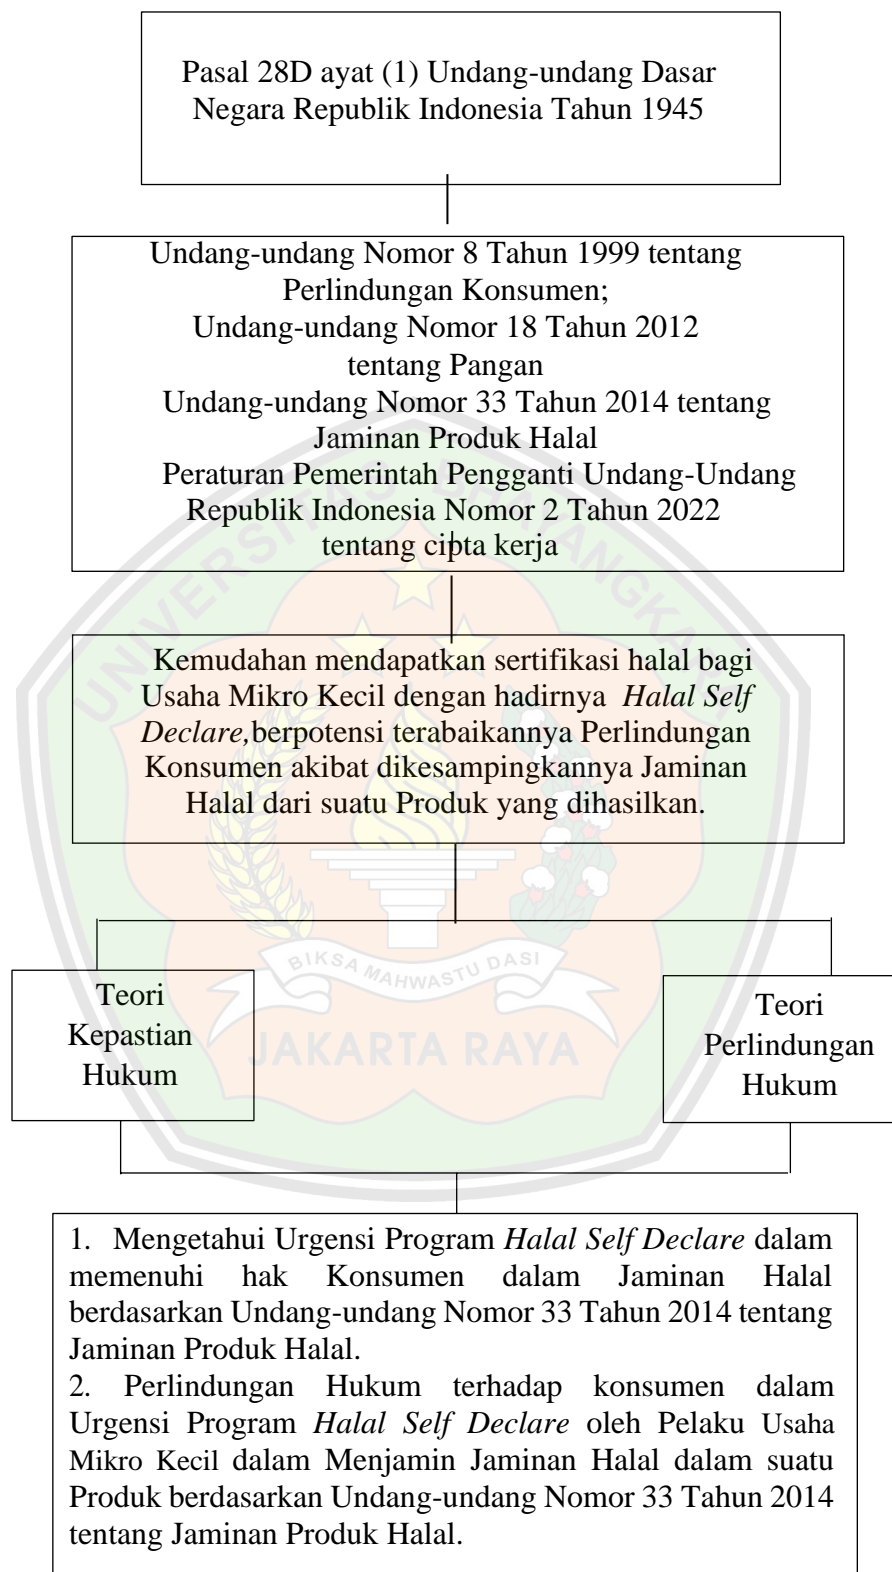 Pasal 28D ayat (1) Undang-undang Dasar
Negara Republik Indonesia Tahun 1945
Undang-undang Nomor 8 Tahun 1999 tentang
Perlindungan Konsumen;
Undang-undang Nomor 18 Tahun 2012
tentang Pangan
Undang-undang Nomor 33 Tahun 2014 tentang
Jaminan Produk Halal
Peraturan Pemerintah Pengganti Undang-Undang
Republik Indonesia Nomor 2 Tahun 2022
tentang cipta kerja
UNIVERSITAS BHAYANGKARA
Kemudahan mendapatkan sertifikasi halal bagi
Usaha Mikro Kecil dengan hadirnya Halal Self
Declare,berpotensi terabaikannya Perlindungan
Konsumen akibat dikesampingkannya Jaminan
Halal dari suatu Produk yang dihasilkan.
BIKSA MAHWASTU DASI
JAKARTA RAYA
Teori
Kepastian
Hukum
Teori
Perlindungan
Hukum
1. Mengetahui Urgensi Program Halal Self Declare dalam
memenuhi hak Konsumen dalam Jaminan Halal
berdasarkan Undang-undang Nomor 33 Tahun 2014 tentang
Jaminan Produk Halal.
2. Perlindungan Hukum terhadap konsumen dalam
Urgensi Program Halal Self Declare oleh Pelaku Usaha
Mikro Kecil dalam Menjamin Jaminan Halal dalam suatu
Produk berdasarkan Undang-undang Nomor 33 Tahun 2014
tentang Jaminan Produk Halal.